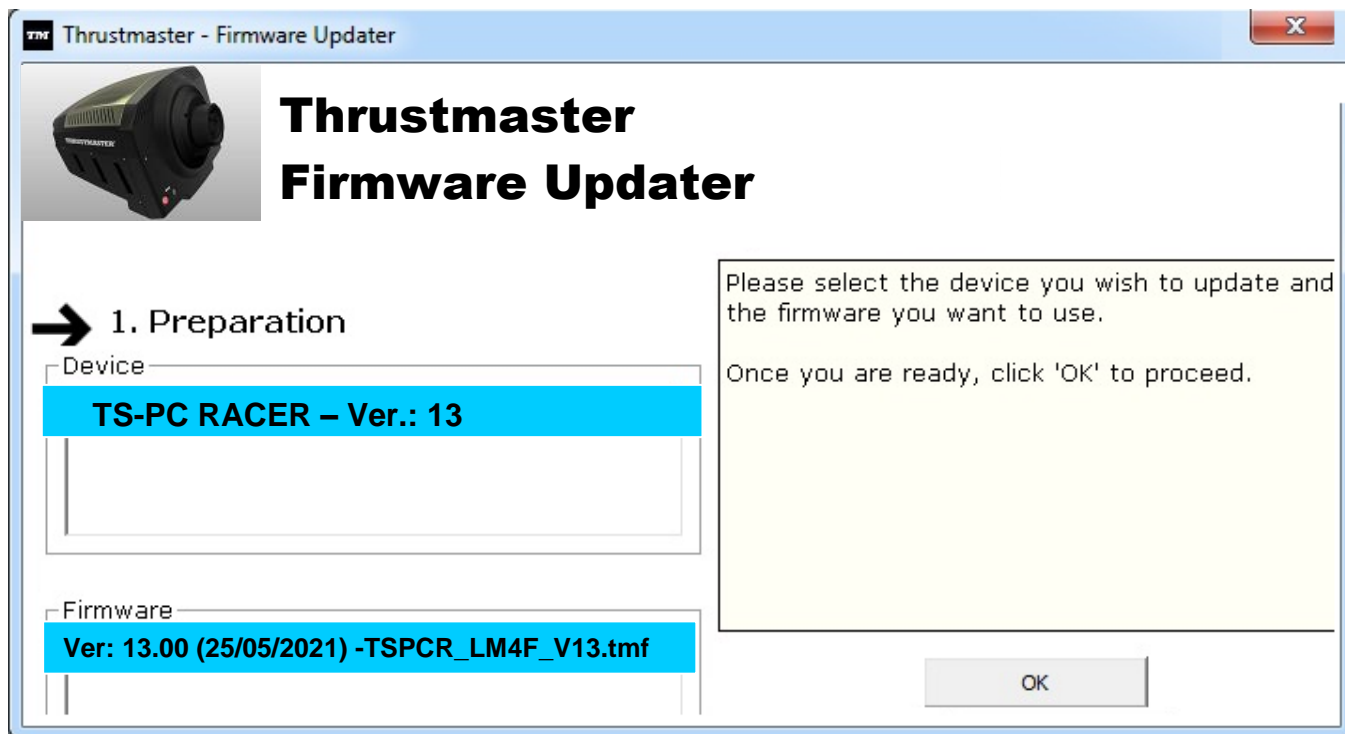 TM Thrustmaster - Firmware Updater
X
THRUSTMASTER
Thrustmaster
Firmware Updater
1. Preparation
Device
TS-PC RACER – Ver.: 13
Firmware
Ver: 13.00 (25/05/2021) -TSPCR_LM4F_V13.tmf
Please select the device you wish to update and
the firmware you want to use.
Once you are ready, click 'OK' to proceed.
OK